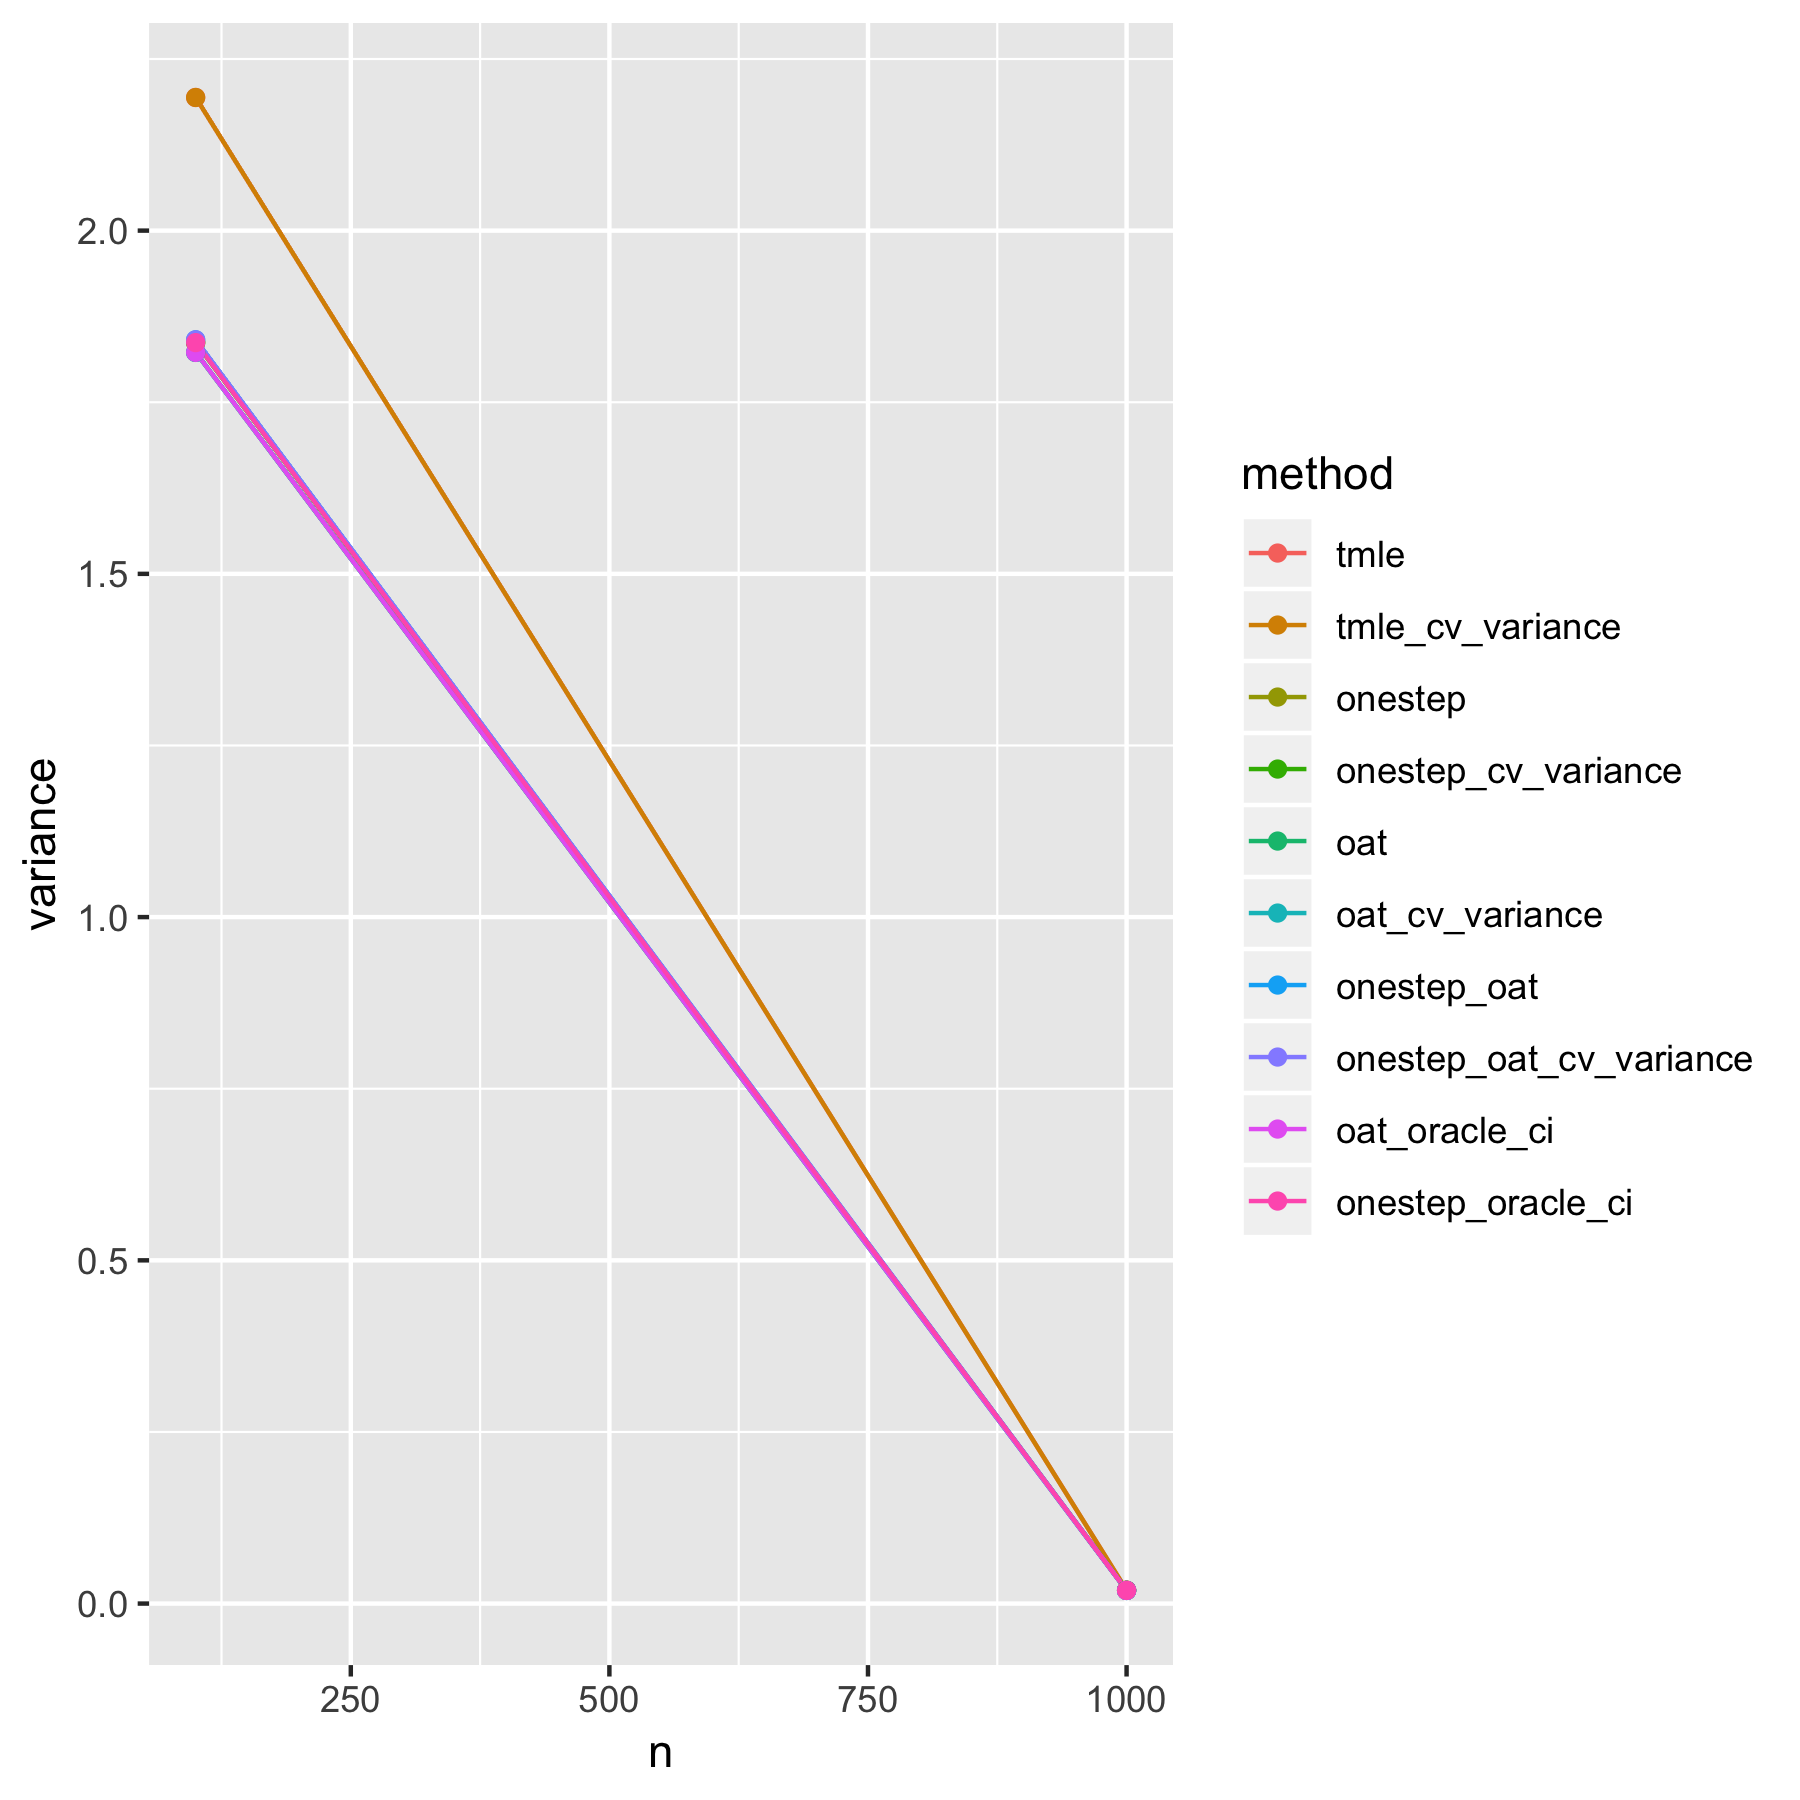 variance
2.0
1.5
1.0
0.5
0.0
250 500 750 1000
n
method
tmle
tmle_cv_variance
onestep
onestep_cv_variance
oat
oat_cv_variance
onestep_oat
onestep_oat_cv_variance
oat_oracle_ci
onestep_oracle_ci